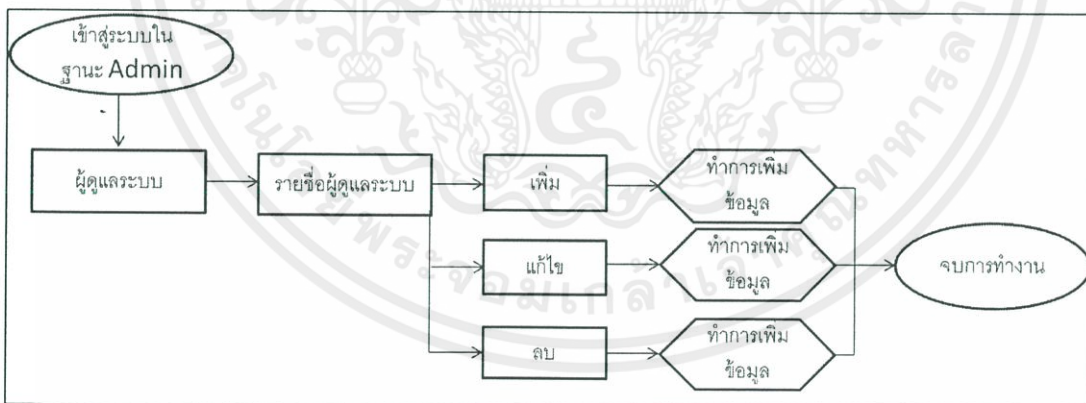 เข้าสู่ระบบใน
ฐานะ Admin
ผู้ดูแลระบบ
รายชื่อผู้ดูแลระบบ
เพิ่ม
ทำการเพิ่ม
ข้อมูล
แก้ไข
ทำการเพิ่ม
ข้อมูล
ลบ
ทำการเพิ่ม
ข้อมูล
จบการทำงาน